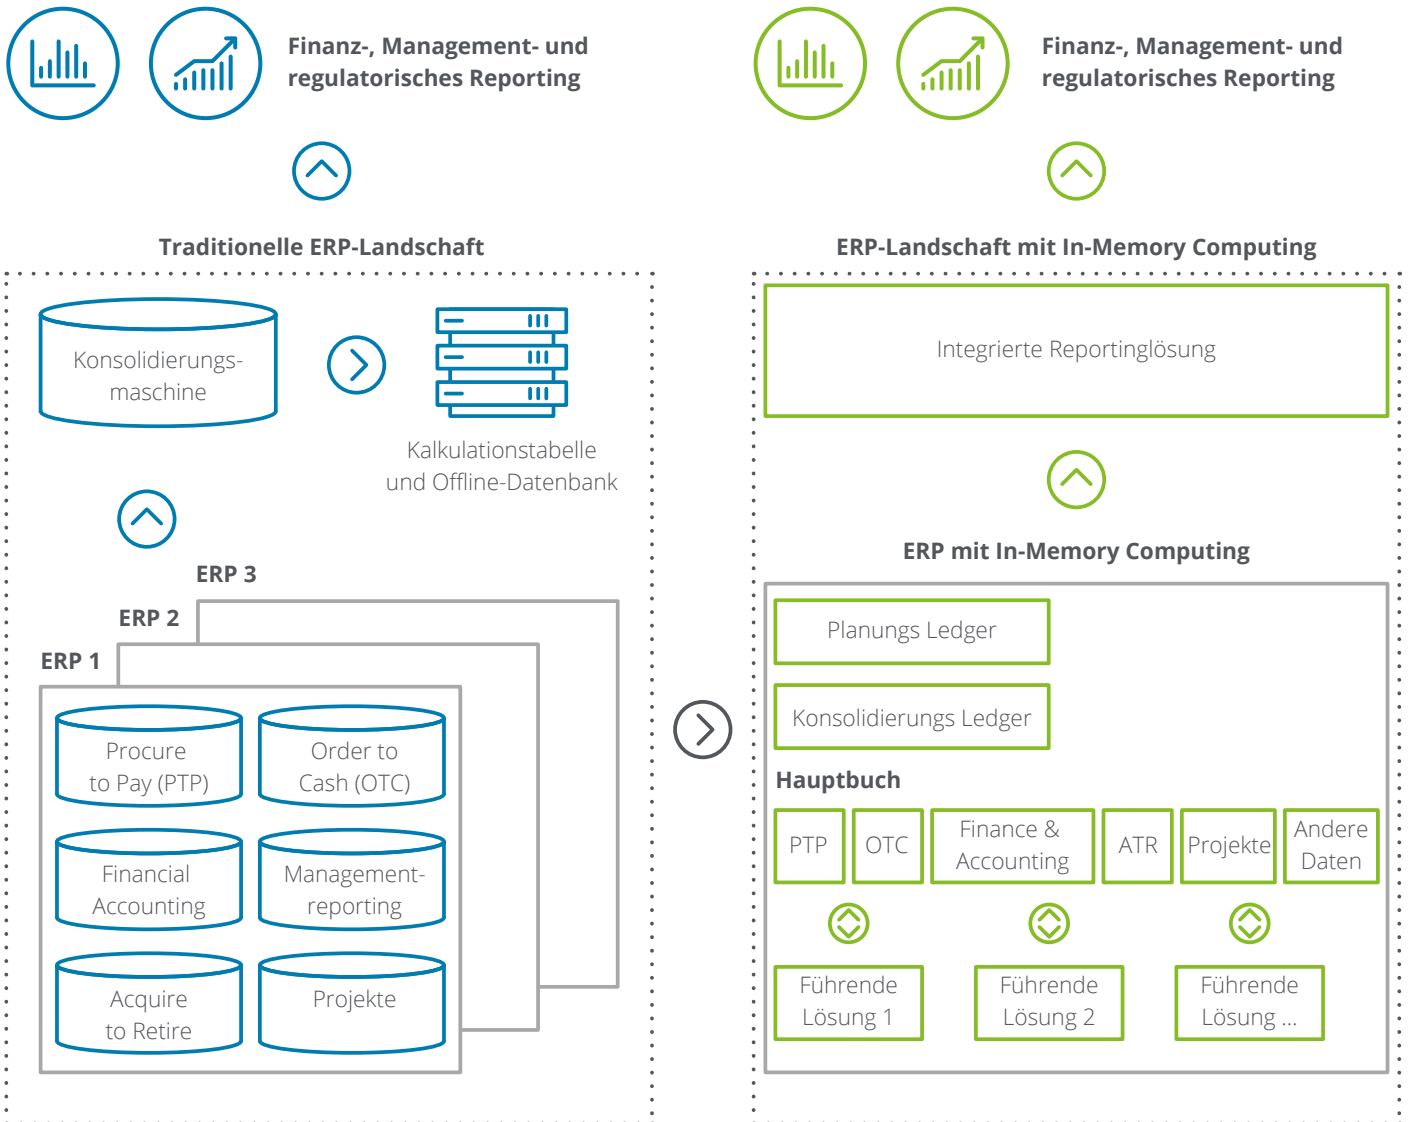 Finanz-, Management- und
regulatorisches Reporting
Traditionelle ERP-Landschaft
Konsolidierungs-
maschine
Kalkulationstabelle
und Offline-Datenbank
ERP 3
ERP 2
ERP 1
Procure
to Pay (PTP)
Order to
Cash (OTC)
Financial
Accounting
Management-
reporting
Acquire
to Retire
Projekte
Finanz-, Management- und
regulatorisches Reporting
ERP-Landschaft mit In-Memory Computing
Integrierte Reportinglösung
ERP mit In-Memory Computing
Planungs Ledger
Konsolidierungs Ledger
Hauptbuch
PTP
OTC
Finance &
Accounting
ATR
Projekte
Andere
Daten
Führende
Lösung 1
Führende
Lösung 2
Führende
Lösung ...